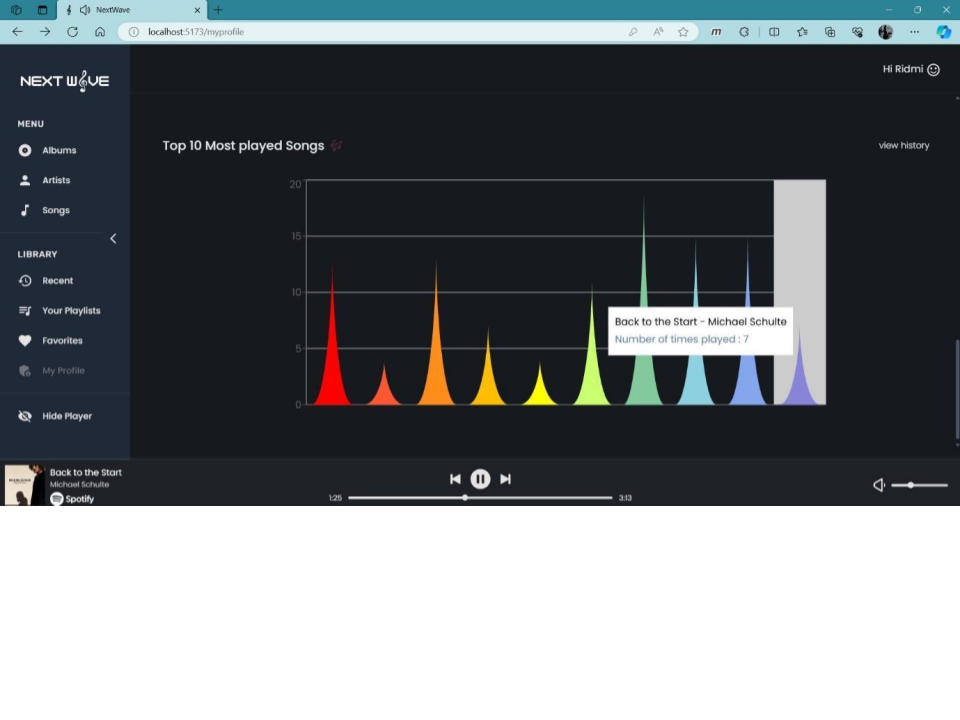 NextWave
localhost:5173/myprofile
NEXT WAVE
Hi Ridmi
MENU
Albums
Artists
Songs
LIBRARY
Recent
Your Playlists
Favorites
My Profile
Hide Player
Top 10 Most played Songs
view history
20
15
10
5
0
Back to the Start - Michael Schulte
Number of times played : 7
Back to the Start
Michael Schulte
Spotify
1:25
3:13